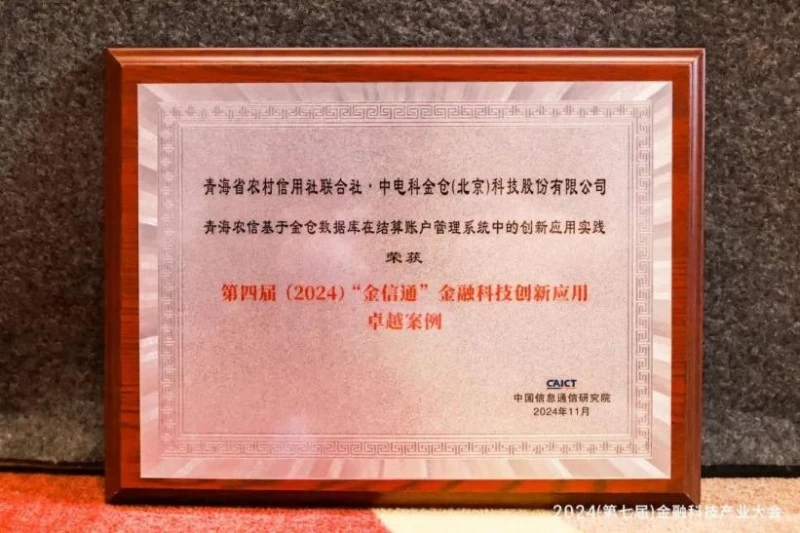 青海省农村信用社联合社·中电科金仓(北京)科技股份有限公司
青海农信基于金仓数据库在结算账户管理系统中的创新应用实践
荣获
第四届（2024）“金信通”金融科技创新应用
卓越案例
CAICT
中国信息通信研究院
2024年11月
2024(第七届)金融科技产业大会